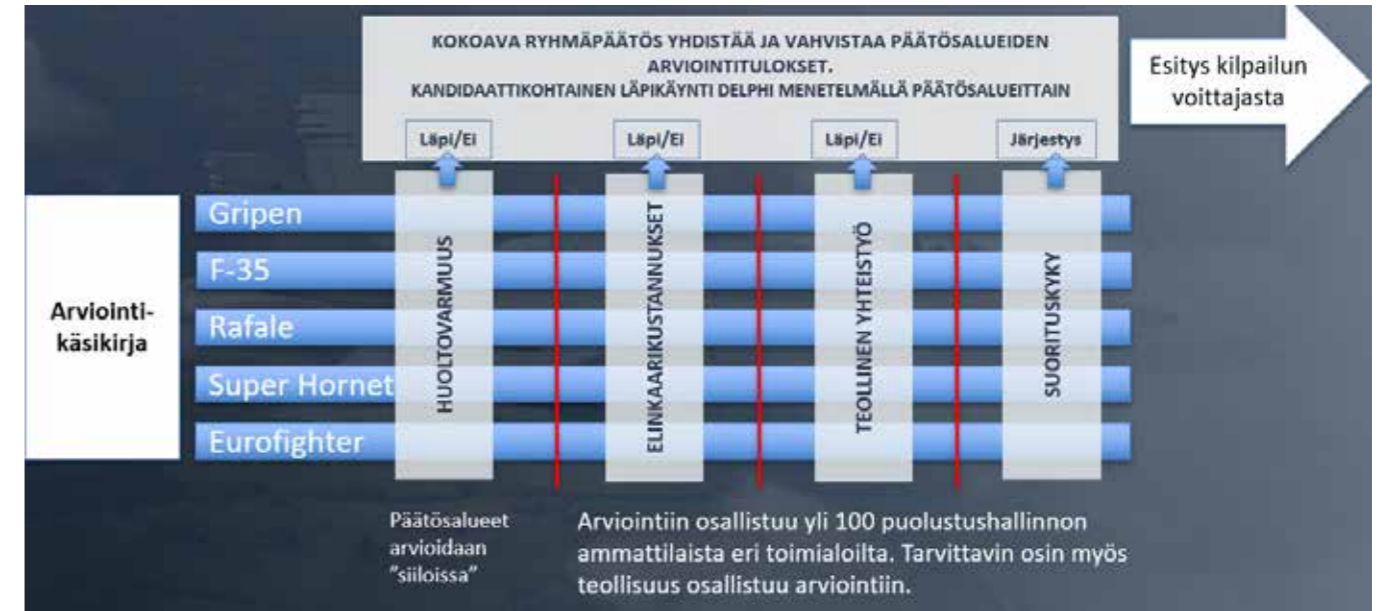 KOKOAVA RYHMÄPÄÄTÖS YHDISTÄÄ JA VAHVISTAA PÄÄTÖSALUEIDEN
ARVIOINTITULOKSET.
KANDIDAATTIKOHTAINEN LÄPIKÄYNTI DELPHI MENETELMÄLLÄ PÄÄTÖSALUEITTAIN
Esitys kilpailun
voittajasta
Läpi/Ei
Läpi/Ei
Läpi/Ei
Järjestys
Arviointi-
käsikirja
Gripen
F-35
Rafale
Super Hornet
Eurofighter
HUOLTOVARMUUS
ELINKAARIKUSTANNUKSET
TEOLLINEN YHTEISTYÖ
SUORITUSKYKY
Päätösalueet
arvioidaan
"siiloissa"
Arviointiin osallistuu yli 100 puolustushallinnon
ammattilaista eri toimialoilta. Tarvittavin osin myös
teollisuus osallistuu arviointiin.